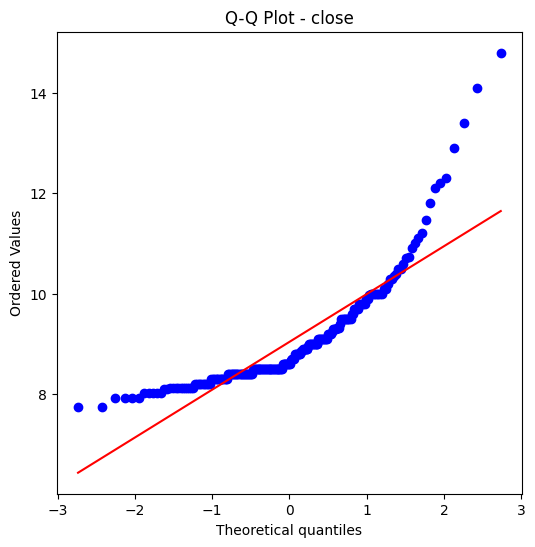 Q-Q Plot - close
Ordered Values
14
12
10
8
−3 −2 −1 0 1 2 3
Theoretical quantiles